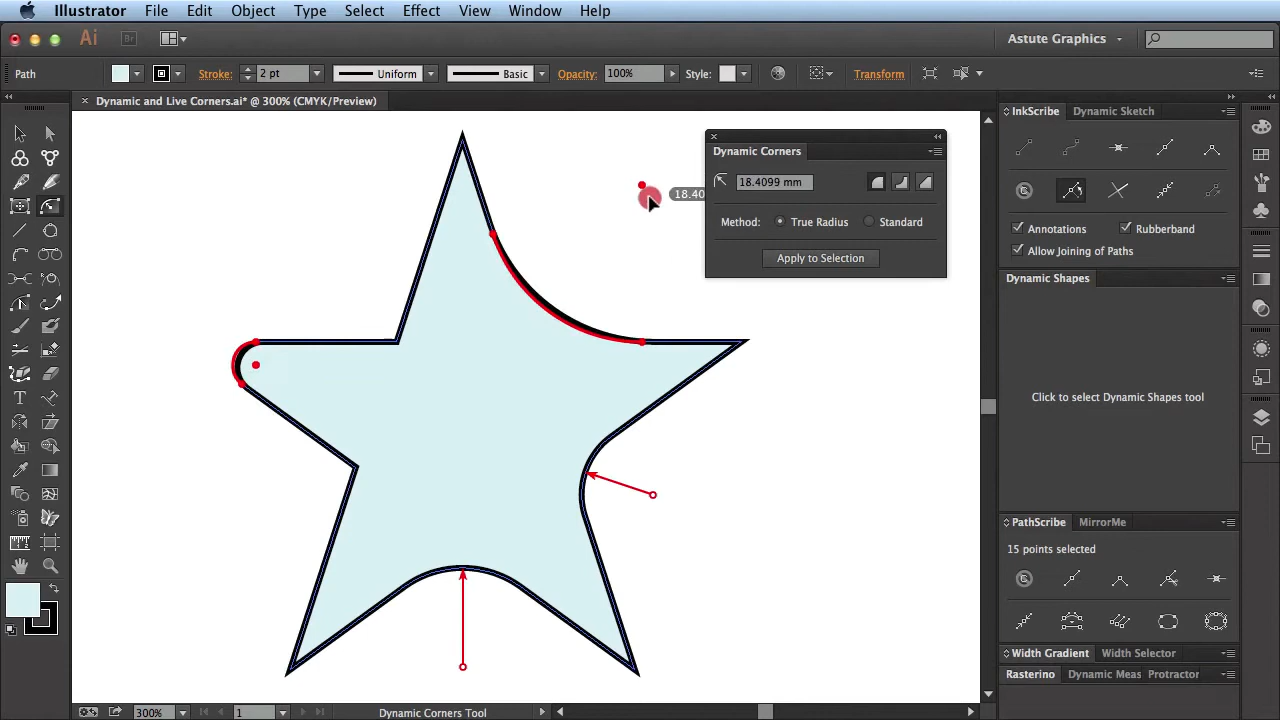 Illustrator File Edit Object Type Select Effect View Window Help
Ai Br Astute Graphics
Path Stroke: 2 pt Uniform Basic Opacity: 100% Style: Transform
Dynamic and Live Corners.ai* @ 300% (CMYK/Preview)
InkScribe Dynamic Sketch
Dynamic Corners
18.4099 mm
18.40
Method: True Radius Standard
Apply to Selection
Annotations Rubberband
Allow Joining of Paths
Dynamic Shapes
Click to select Dynamic Shapes tool
PathScribe MirrorMe
15 points selected
Width Gradient Width Selector
Rasterino Dynamic Meas Protractor
300% 1 Dynamic Corners Tool